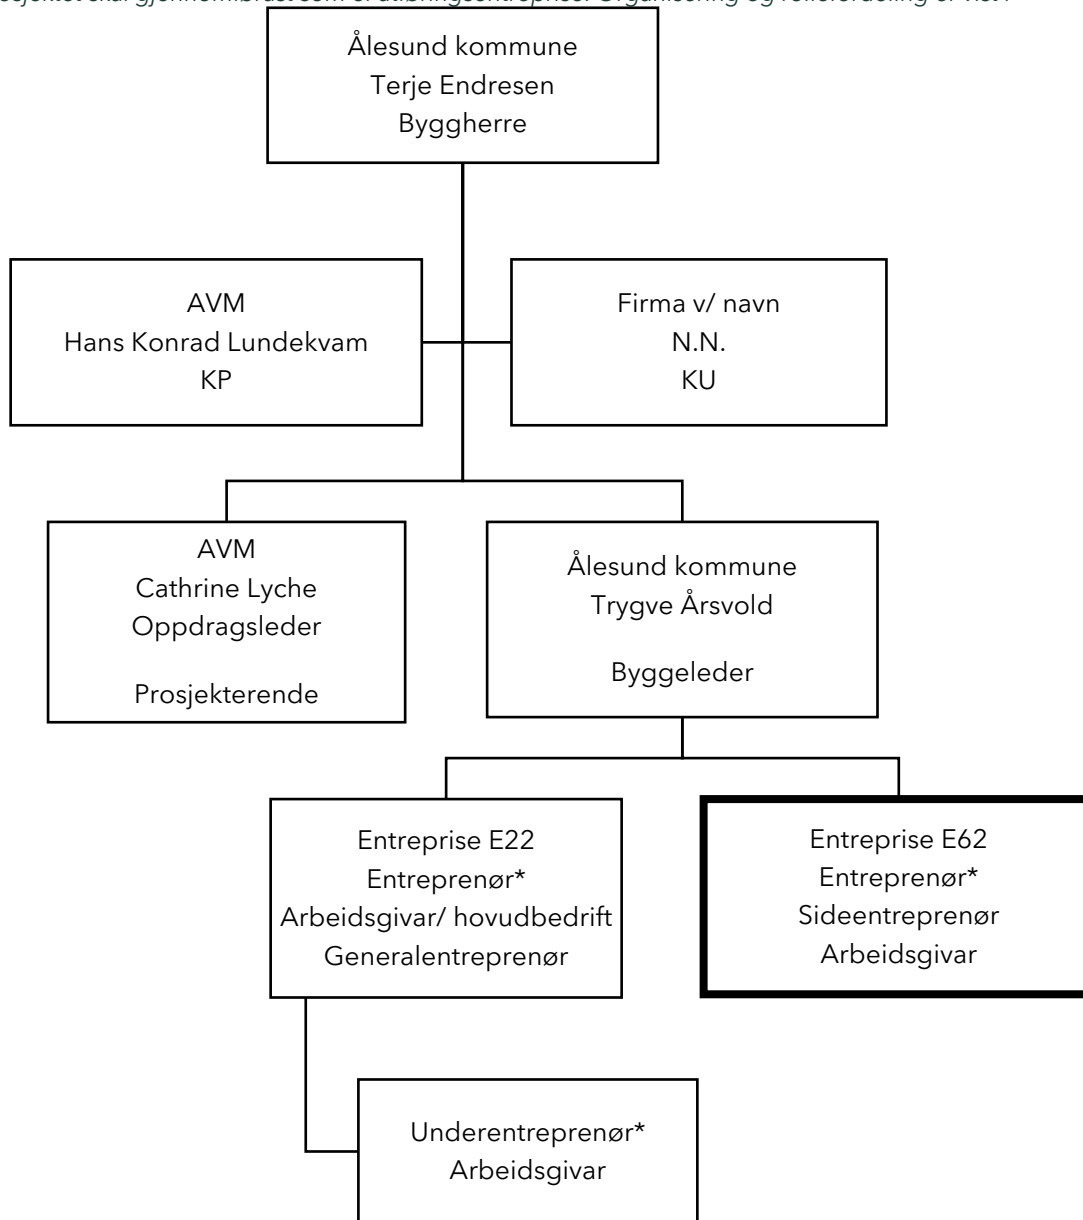 Ålesund kommune
Terje Endresen
Byggherre
AVM
Hans Konrad Lundekvam
KP
Firma v/ navn
N.N.
KU
AVM
Cathrine Lyche
Oppdragsleder
Prosjekterende
Ålesund kommune
Trygve Årsvold
Byggeleder
Entreprise E22
Entreprenør*
Arbeidsgivar/ hovudbedrift
Generalentreprenør
Entreprise E62
Entreprenør*
Sideentreprenør
Arbeidsgivar
Underentreprenør*
Arbeidsgivar